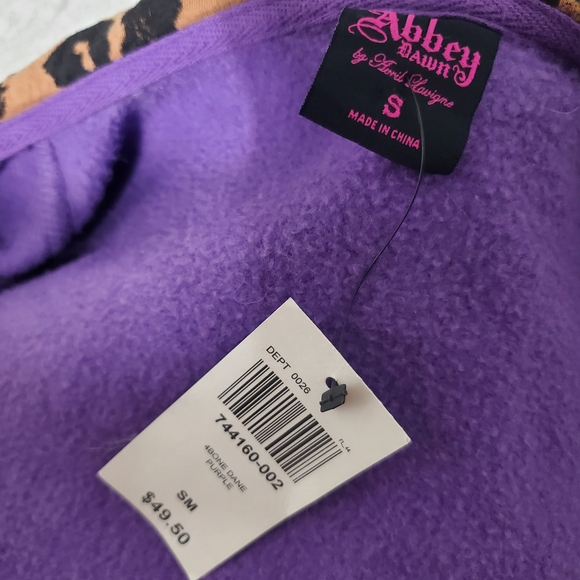 Abbey
DAWN
by Avril Lavigne
S
MADE IN CHINA
DEPT 0026
744160-002
4BONE DANE
PURPLE
SM
$49.50